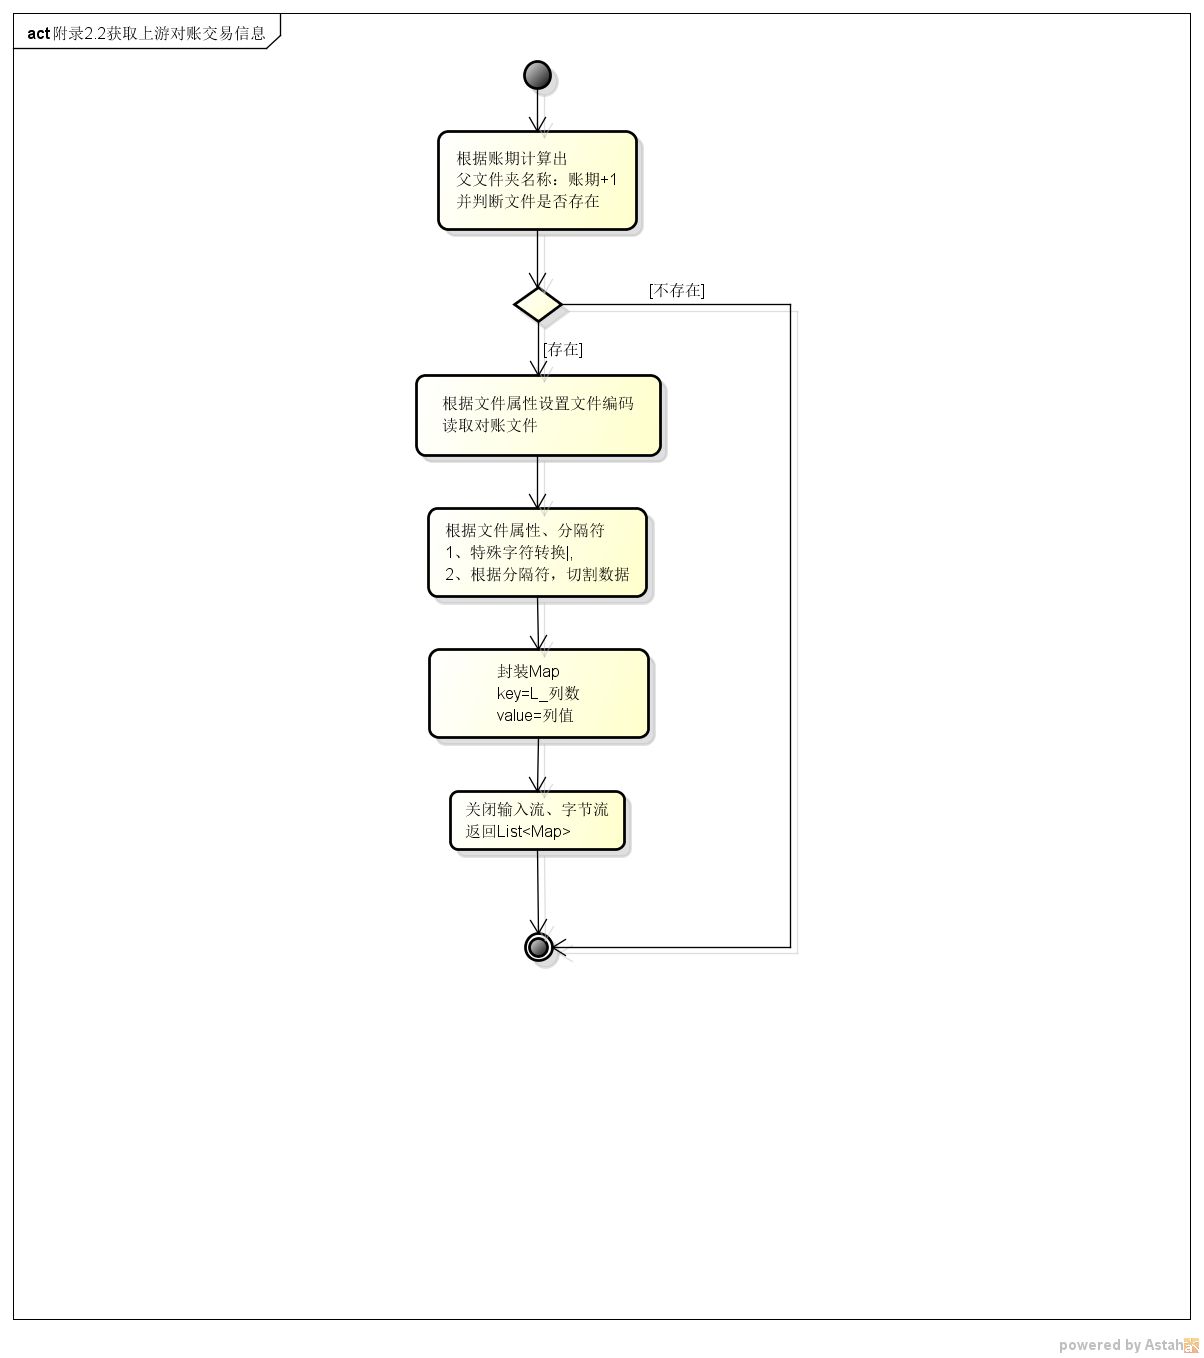 act 附录2.2获取上游对账交易信息
根据账期计算出
父文件夹名称：账期+1
并判断文件是否存在
[不存在]
[存在]
根据文件属性设置文件编码
读取对账文件
根据文件属性、分隔符
1、特殊字符转换|,
2、根据分隔符，切割数据
封装Map
key=L_列数
value=列值
关闭输入流、字节流
返回List<Map>
powered by Astah